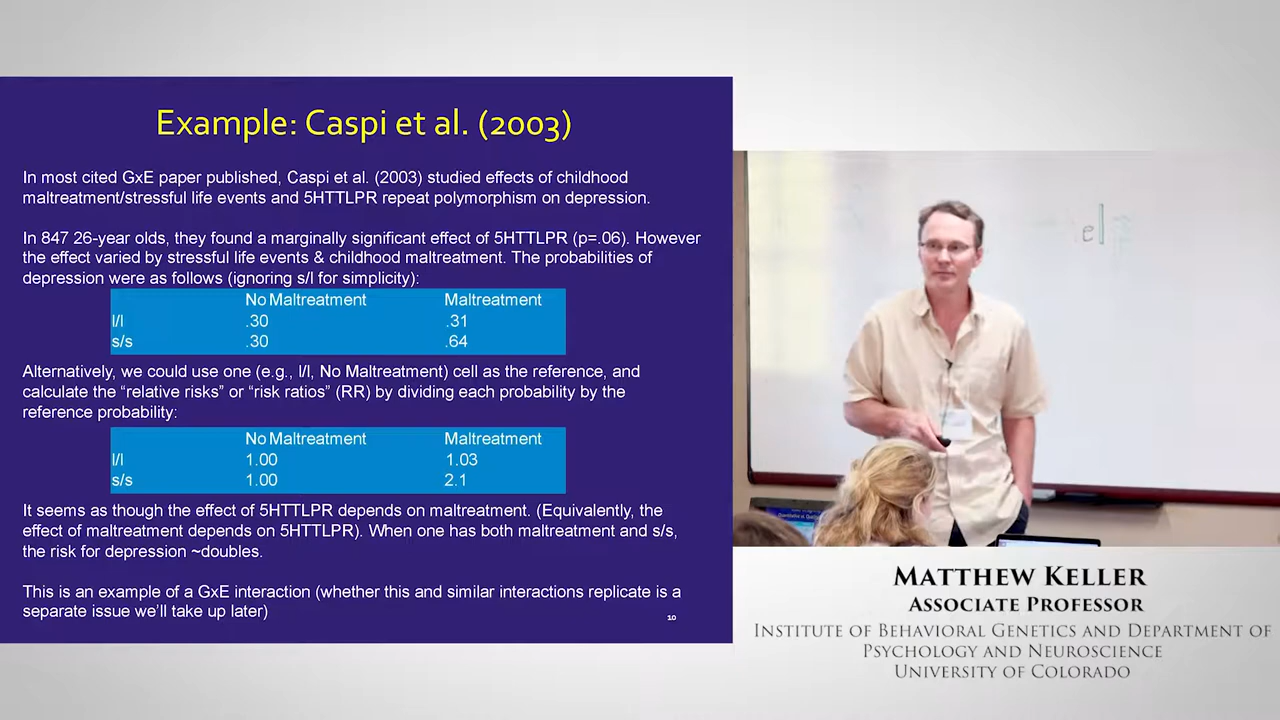 Example: Caspi et al. (2003)
In most cited GxE paper published, Caspi et al. (2003) studied effects of childhood
maltreatment/stressful life events and 5HTTLPR repeat polymorphism on depression.
In 847 26-year olds, they found a marginally significant effect of 5HTTLPR (p=.06). However
the effect varied by stressful life events & childhood maltreatment. The probabilities of
depression were as follows (ignoring s/l for simplicity):
No Maltreatment Maltreatment
l/l .30 .31
s/s .30 .64
Alternatively, we could use one (e.g., l/l, No Maltreatment) cell as the reference, and
calculate the “relative risks” or “risk ratios” (RR) by dividing each probability by the
reference probability:
No Maltreatment Maltreatment
l/l 1.00 1.03
s/s 1.00 2.1
It seems as though the effect of 5HTTLPR depends on maltreatment. (Equivalently, the
effect of maltreatment depends on 5HTTLPR). When one has both maltreatment and s/s,
the risk for depression ~doubles.
This is an example of a GxE interaction (whether this and similar interactions replicate is a
separate issue we’ll take up later)
10
MATTHEW KELLER
ASSOCIATE PROFESSOR
INSTITUTE OF BEHAVIORAL GENETICS AND DEPARTMENT OF
PSYCHOLOGY AND NEUROSCIENCE
UNIVERSITY OF COLORADO